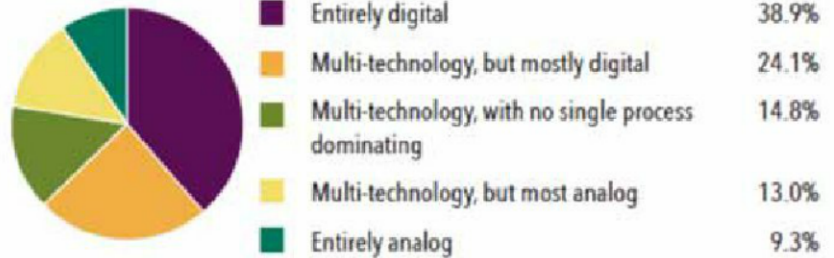 Entirely digital 38.9%
Multi-technology, but mostly digital 24.1%
Multi-technology, with no single process 14.8%
dominating
Multi-technology, but most analog 13.0%
Entirely analog 9.3%